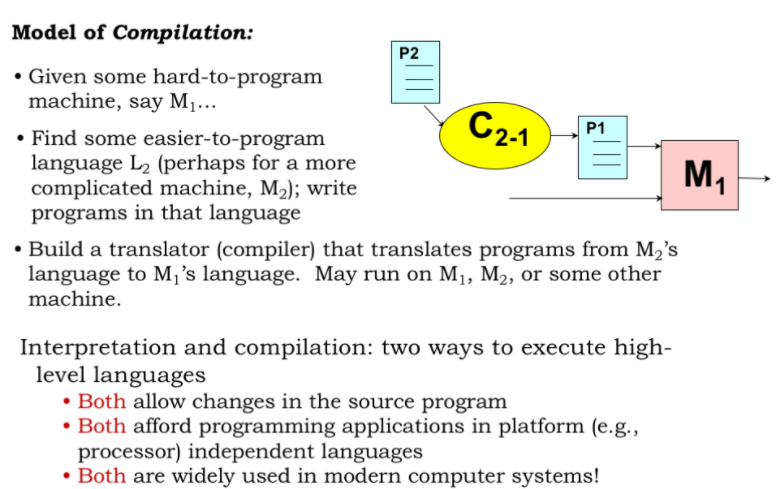 Model of Compilation:
• Given some hard-to-program
machine, say M₁...
• Find some easier-to-program
language L₂ (perhaps for a more
complicated machine, M₂); write
programs in that language
P2
C₂₋₁
P1
M₁
• Build a translator (compiler) that translates programs from M₂’s
language to M₁’s language.  May run on M₁, M₂, or some other
machine.
Interpretation and compilation: two ways to execute high-
level languages
• Both allow changes in the source program
• Both afford programming applications in platform (e.g.,
processor) independent languages
• Both are widely used in modern computer systems!